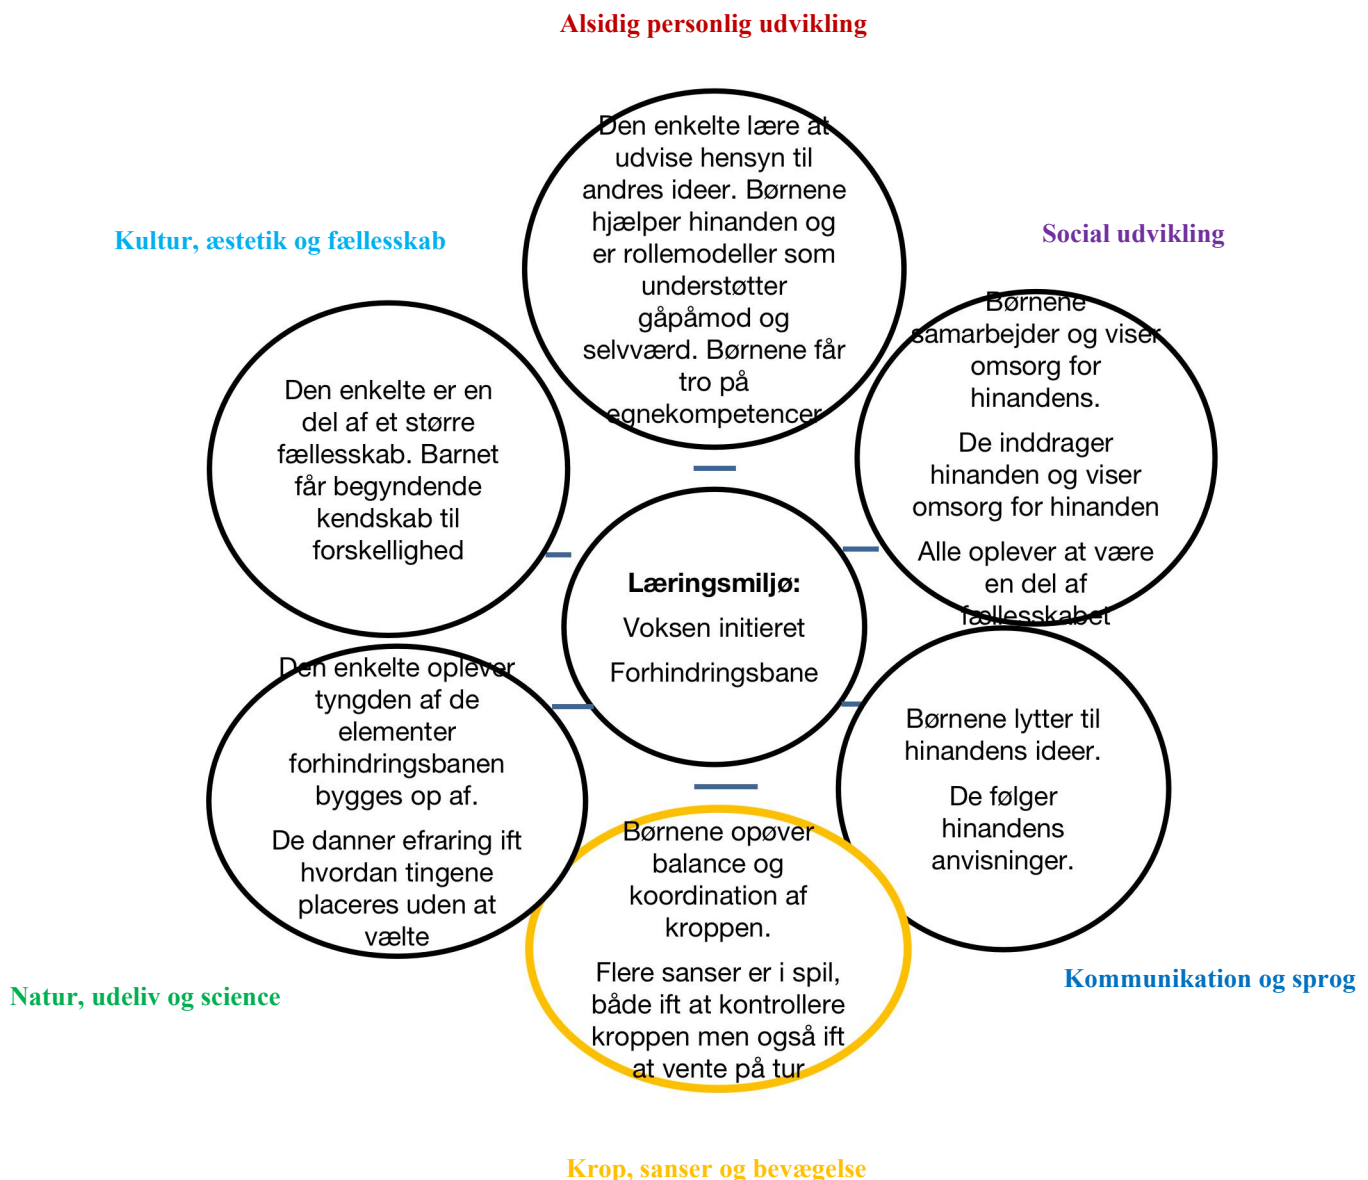 Alsidig personlig udvikling
Den enkelte lære at
udvise hensyn til
andres ideer. Børnene
hjælper hinanden og
er rollemodeller som
understøtter
gåpåmod og
selvværd. Børnene får
tro på
egnekompetencer
Kultur, æstetik og fællesskab
Den enkelte er en
del af et større
fællesskab. Barnet
får begyndende
kendskab til
forskellighed
Social udvikling
Børnene
samarbejder og viser
omsorg for
hinandens.
De inddrager
hinanden og viser
omsorg for hinanden
Alle oplever at være
en del af
fællesskabet
Læringsmiljø:
Voksen initieret
Forhindringsbane
Den enkelte oplever
tyngden af de
elementer
forhindringsbanen
bygges op af.
De danner efraring ift
hvordan tingene
placeres uden at
vælte
Natur, udeliv og science
Børnene lytter til
hinandens ideer.
De følger
hinandens
anvisninger.
Kommunikation og sprog
Børnene opøver
balance og
koordination af
kroppen.
Flere sanser er i spil,
både ift at kontrollere
kroppen men også ift
at vente på tur
Krop, sanser og bevægelse